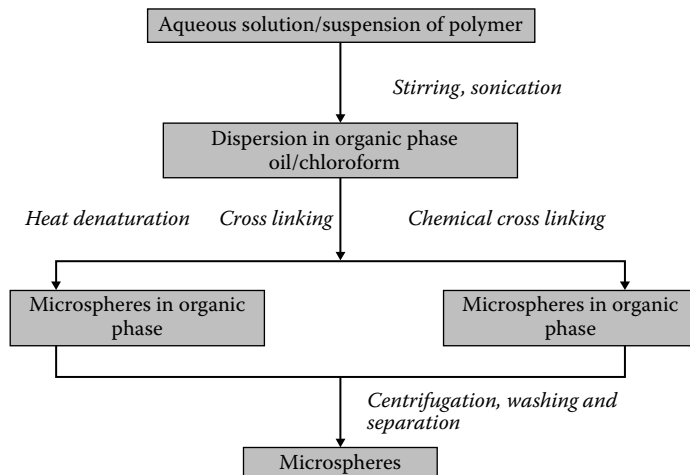 Aqueous solution/suspension of polymer
Stirring, sonication
Dispersion in organic phase
oil/chloroform
Heat denaturation
Cross linking
Chemical cross linking
Microspheres in organic
phase
Microspheres in organic
phase
Centrifugation, washing and
separation
Microspheres